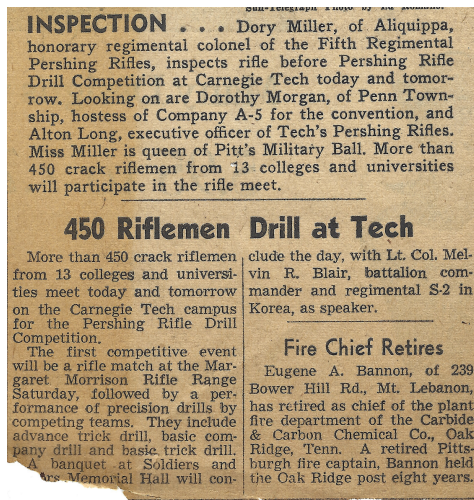 Sun-Telegraph Photo by Ed
INSPECTION . . . Dory Miller, of Aliquippa,
honorary regimental colonel of the Fifth Regimental
Pershing Rifles, inspects rifle before Pershing Rifle
Drill Competition at Carnegie Tech today and tomor-
row. Looking on are Dorothy Morgan, of Penn Town-
ship, hostess of Company A-5 for the convention, and
Alton Long, executive officer of Tech's Pershing Rifles.
Miss Miller is queen of Pitt's Military Ball. More than
450 crack riflemen from 13 colleges and universities
will participate in the rifle meet.
450 Riflemen Drill at Tech
More than 450 crack riflemen
from 13 colleges and universi-
ties meet today and tomorrow
on the Carnegie Tech campus
for the Pershing Rifle Drill
Competition.
The first competitive event
will be a rifle match at the Mar-
garet Morrison Rifle Range
Saturday, followed by a per-
formance of precision drills by
competing teams. They include
advance trick drill, basic com-
pany drill and basic trick drill.
A banquet at Soldiers and
Memorial Hall will con-
clude the day, with Lt. Col. Mel-
vin R. Blair, battalion com-
mander and regimental S-2 in
Korea, as speaker.
Fire Chief Retires
Eugene A. Bannon, of 239
Bower Hill Rd., Mt. Lebanon,
has retired as chief of the plant
fire department of the Carbide
& Carbon Chemical Co., Oak
Ridge, Tenn. A retired Pitts-
burgh fire captain, Bannon held
the Oak Ridge post eight years.